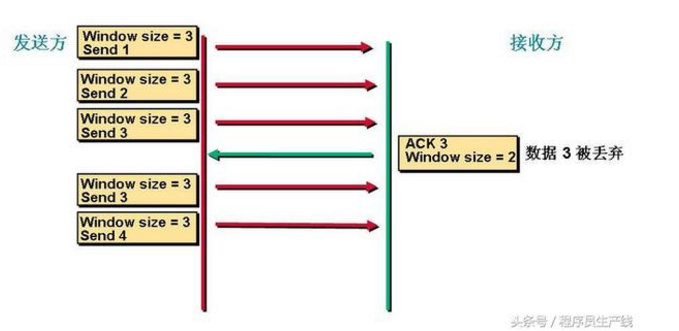 发送方
接收方
Window size = 3
Send 1
Window size = 3
Send 2
Window size = 3
Send 3
ACK 3
Window size = 2
数据 3 被丢弃
Window size = 3
Send 3
Window size = 3
Send 4
头条号 / 程序员生产线